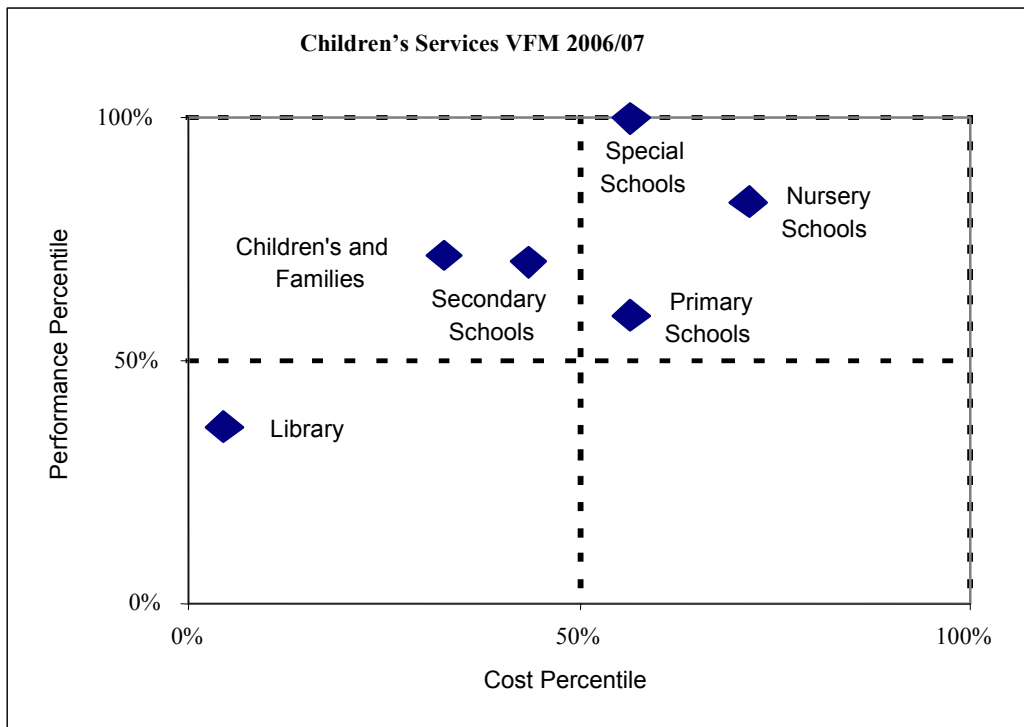 Children’s Services VFM 2006/07
100%
Special
Schools
Nursery
Schools
Children's and
Families
Secondary
Schools
Primary
Schools
Performance Percentile
50%
Library
0%
0%
50%
100%
Cost Percentile